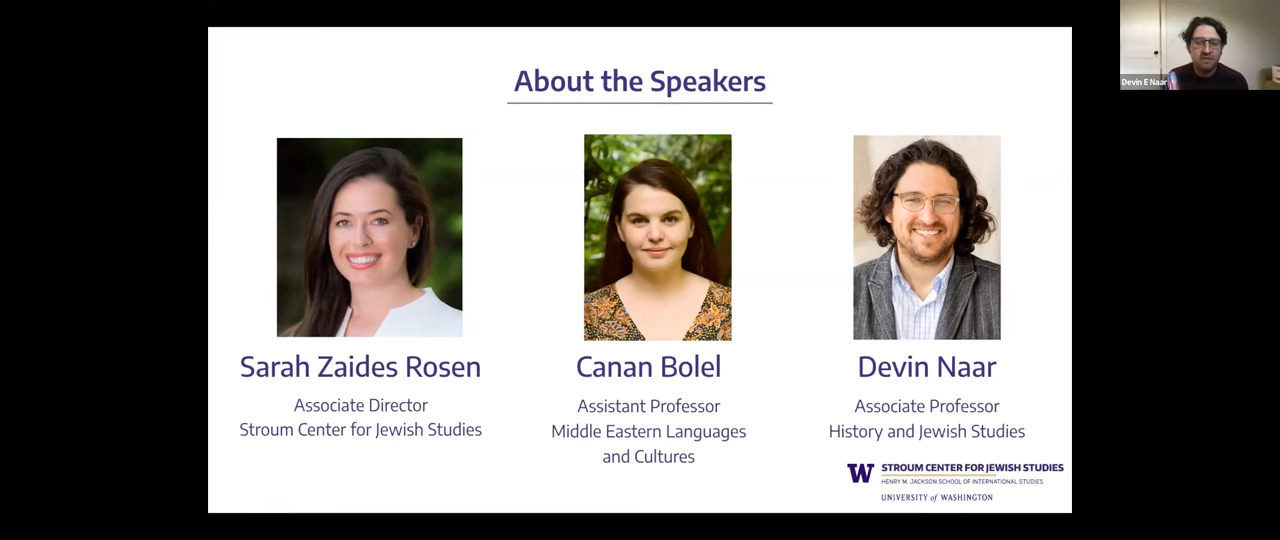 About the Speakers
Devin E Naar
Sarah Zaides Rosen
Associate Director
Stroum Center for Jewish Studies
Canan Bolel
Assistant Professor
Middle Eastern Languages
and Cultures
Devin Naar
Associate Professor
History and Jewish Studies
W
STROUM CENTER FOR JEWISH STUDIES
HENRY M. JACKSON SCHOOL OF INTERNATIONAL STUDIES
UNIVERSITY of WASHINGTON